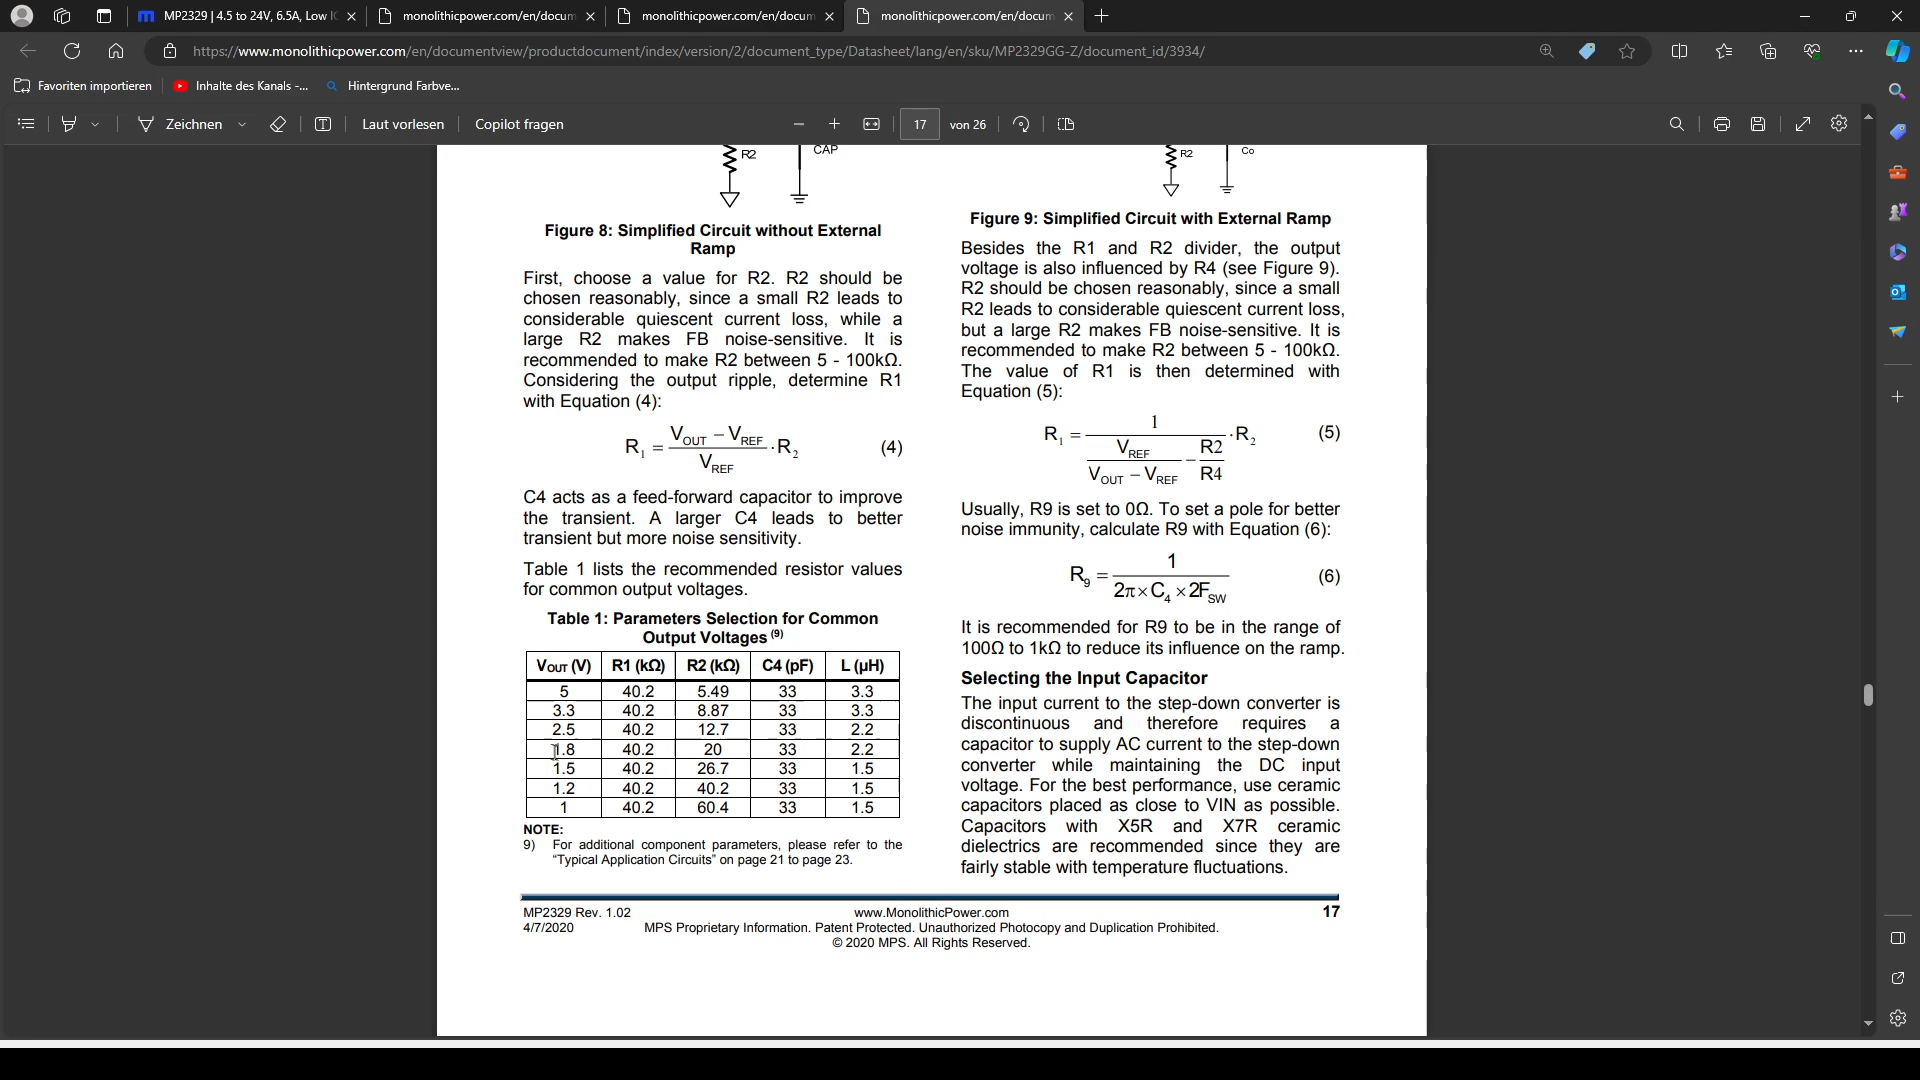 MP2329 | 4.5 to 24V, 6.5A, Low I
monolithicpower.com/en/docum
monolithicpower.com/en/docum
monolithicpower.com/en/docum
https://www.monolithicpower.com/en/documentview/productdocument/index/version/2/document_type/Datasheet/lang/en/sku/MP2329GG-Z/document_id/3934/
Favoriten importieren
Inhalte des Kanals -...
Hintergrund Farbve...
Zeichnen
Laut vorlesen
Copilot fragen
17 von 26
R2 CAP
Figure 8: Simplified Circuit without External
Ramp
First, choose a value for R2. R2 should be
chosen reasonably, since a small R2 leads to
considerable quiescent current loss, while a
large R2 makes FB noise-sensitive. It is
recommended to make R2 between 5 - 100kΩ.
Considering the output ripple, determine R1
with Equation (4):
R₁ = (V_OUT − V_REF) / V_REF · R₂ (4)
C4 acts as a feed-forward capacitor to improve
the transient. A larger C4 leads to better
transient but more noise sensitivity.
Table 1 lists the recommended resistor values
for common output voltages.
Table 1: Parameters Selection for Common
Output Voltages (9)
VOUT (V) R1 (kΩ) R2 (kΩ) C4 (pF) L (µH)
5 40.2 5.49 33 3.3
3.3 40.2 8.87 33 3.3
2.5 40.2 12.7 33 2.2
1.8 40.2 20 33 2.2
1.5 40.2 26.7 33 1.5
1.2 40.2 40.2 33 1.5
1 40.2 60.4 33 1.5
NOTE:
9) For additional component parameters, please refer to the
"Typical Application Circuits" on page 21 to page 23.
R2 Co
Figure 9: Simplified Circuit with External Ramp
Besides the R1 and R2 divider, the output
voltage is also influenced by R4 (see Figure 9).
R2 should be chosen reasonably, since a small
R2 leads to considerable quiescent current loss,
but a large R2 makes FB noise-sensitive. It is
recommended to make R2 between 5 - 100kΩ.
The value of R1 is then determined with
Equation (5):
R₁ = 1 / (V_REF / (V_OUT − V_REF) − R2 / R4) · R₂ (5)
Usually, R9 is set to 0Ω. To set a pole for better
noise immunity, calculate R9 with Equation (6):
R₉ = 1 / (2π×C₄×2F_SW) (6)
It is recommended for R9 to be in the range of
100Ω to 1kΩ to reduce its influence on the ramp.
Selecting the Input Capacitor
The input current to the step-down converter is
discontinuous and therefore requires a
capacitor to supply AC current to the step-down
converter while maintaining the DC input
voltage. For the best performance, use ceramic
capacitors placed as close to VIN as possible.
Capacitors with X5R and X7R ceramic
dielectrics are recommended since they are
fairly stable with temperature fluctuations.
MP2329 Rev. 1.02 www.MonolithicPower.com 17
4/7/2020 MPS Proprietary Information. Patent Protected. Unauthorized Photocopy and Duplication Prohibited.
© 2020 MPS. All Rights Reserved.